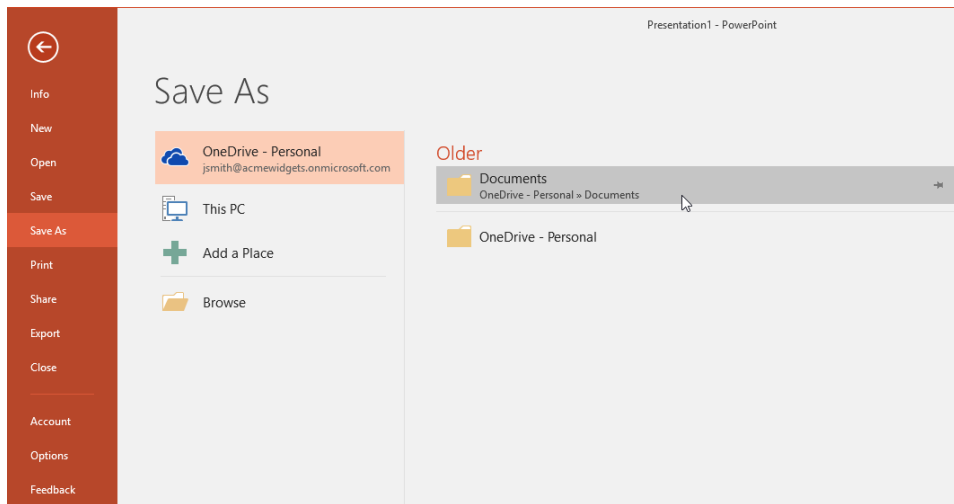 Presentation1 - PowerPoint
Info
New
Open
Save
Save As
Print
Share
Export
Close
Account
Options
Feedback
Save As
OneDrive - Personal
jsmith@acmewidgets.onmicrosoft.com
This PC
Add a Place
Browse
Older
Documents
OneDrive - Personal » Documents
OneDrive - Personal